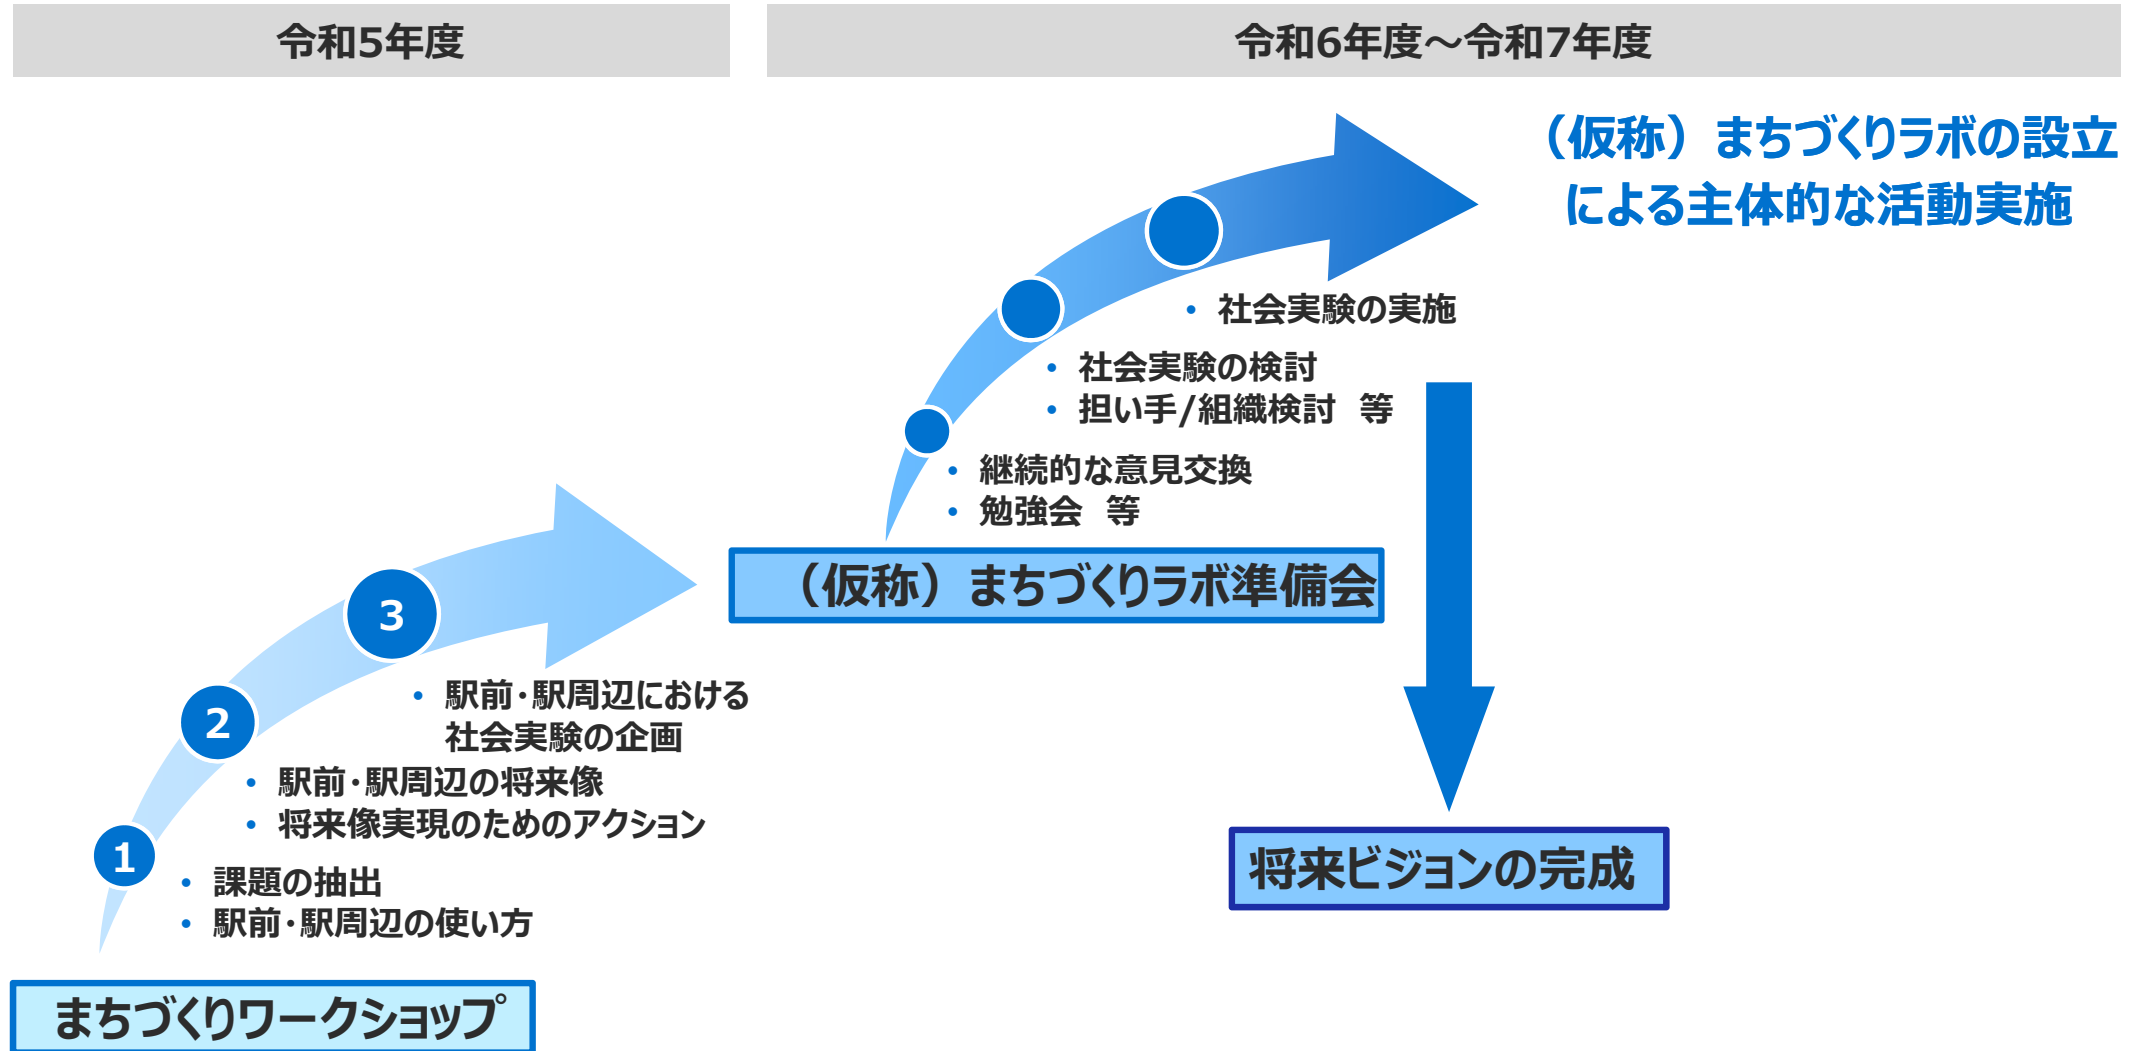 令和5年度
令和6年度～令和7年度
（仮称）まちづくりラボの設立
による主体的な活動実施
• 社会実験の実施
• 社会実験の検討
• 担い手/組織検討　等
• 継続的な意見交換
• 勉強会　等
（仮称）まちづくりラボ準備会
3
• 駅前・駅周辺における
社会実験の企画
2
• 駅前・駅周辺の将来像
• 将来像実現のためのアクション
1
• 課題の抽出
• 駅前・駅周辺の使い方
将来ビジョンの完成
まちづくりワークショップ